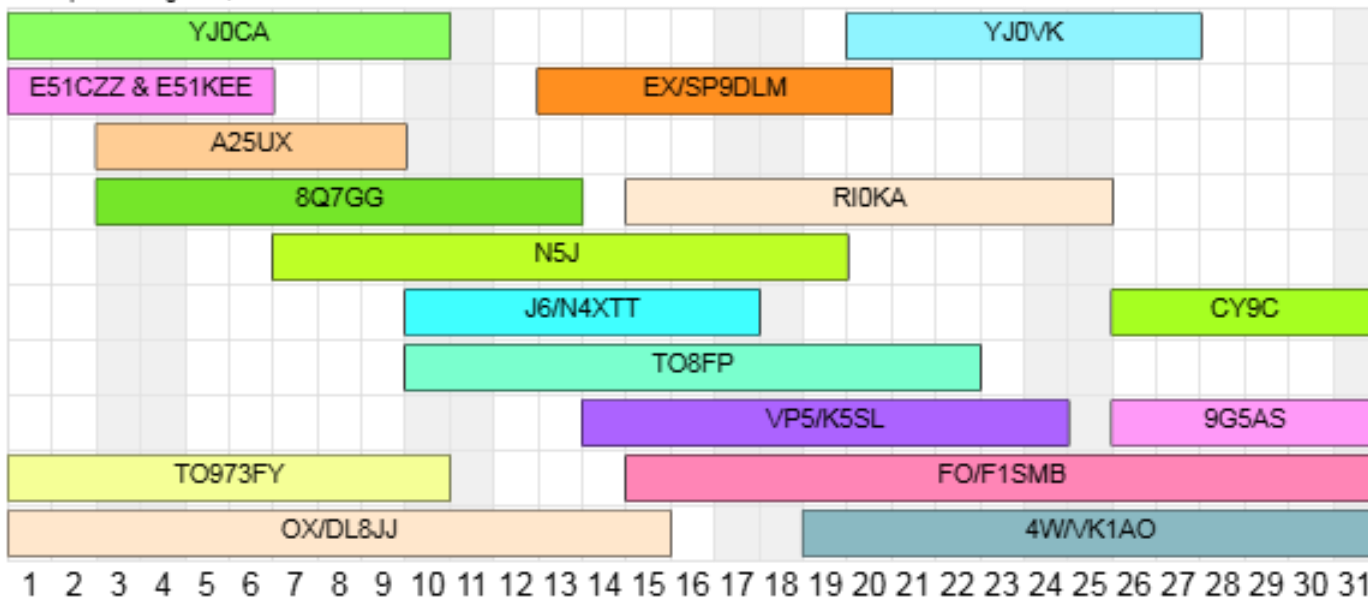 YJ0CA YJ0VK
E51CZZ & E51KEE EX/SP9DLM
A25UX
8Q7GG RI0KA
N5J
J6/N4XTT CY9C
TO8FP
VP5/K5SL 9G5AS
TO973FY FO/F1SMB
OX/DL8JJ 4W/VK1AO
1 2 3 4 5 6 7 8 9 10 11 12 13 14 15 16 17 18 19 20 21 22 23 24 25 26 27 28 29 30 31